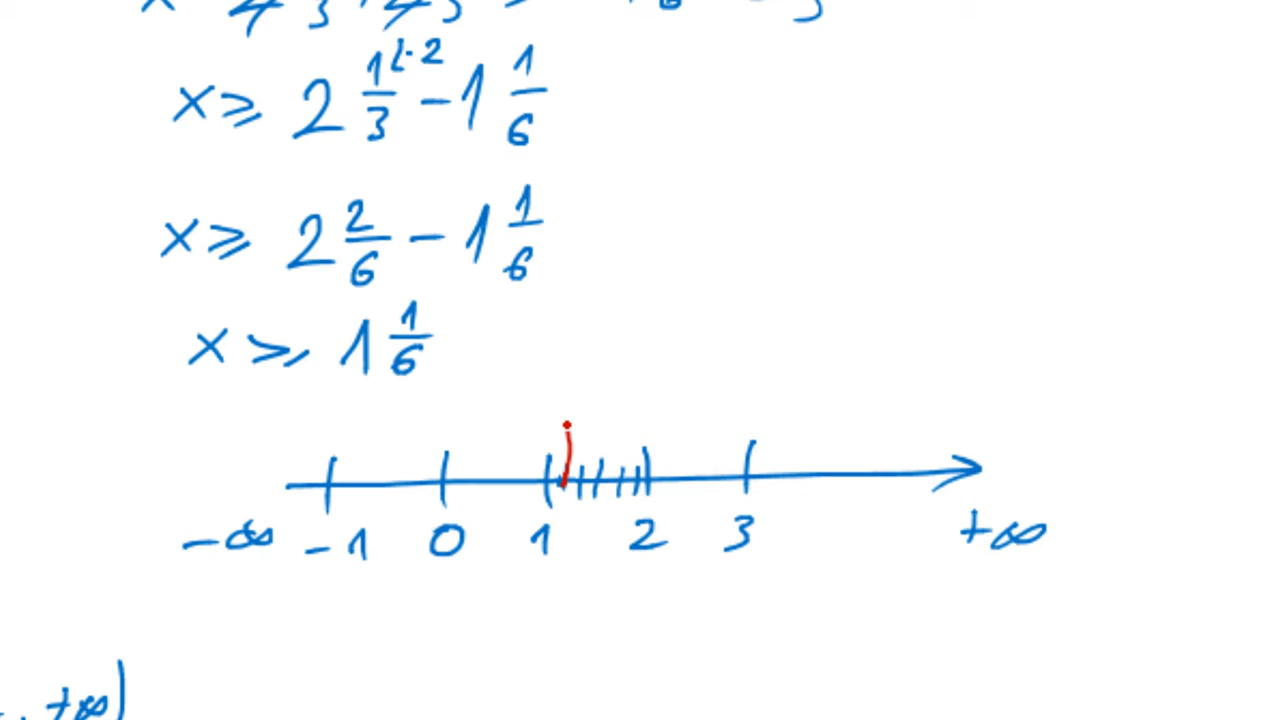 x ≥ 2 1/3 |·2 − 1 1/6
x ≥ 2 2/6 − 1 1/6
x ≥ 1 1/6
−∞ −1 0 1 2 3 +∞
+∞)